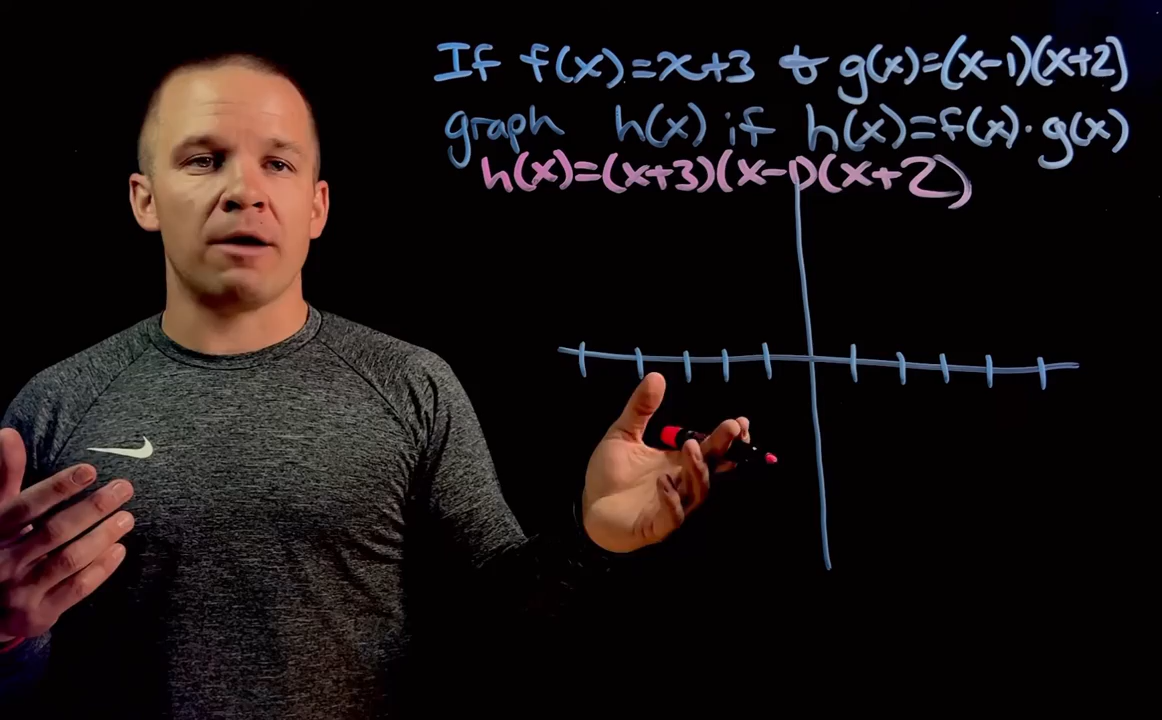 If f(x)=x+3 & g(x)=(x-1)(x+2)
graph h(x) if h(x)=f(x)·g(x)
h(x)=(x+3)(x-1)(x+2)